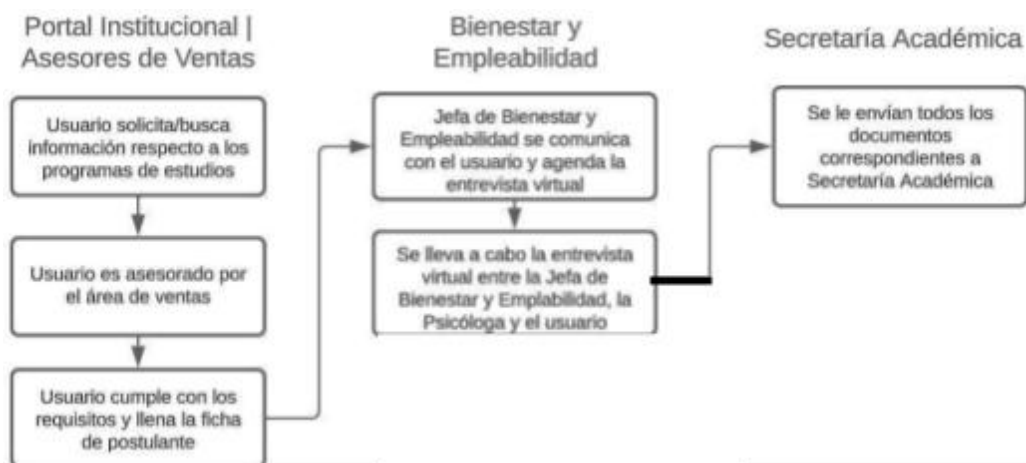 Portal Institucional |
Asesores de Ventas
Usuario solicita/busca
información respecto a los
programas de estudios
Usuario es asesorado por
el área de ventas
Usuario cumple con los
requisitos y llena la ficha
de postulante
Bienestar y
Empleabilidad
Jefa de Bienestar y
Empleabilidad se comunica
con el usuario y agenda la
entrevista virtual
Se lleva a cabo la entrevista
virtual entre la Jefa de
Bienestar y Emplabilidad, la
Psicóloga y el usuario
Secretaría Académica
Se le envían todos los
documentos
correspondientes a
Secretaría Académica